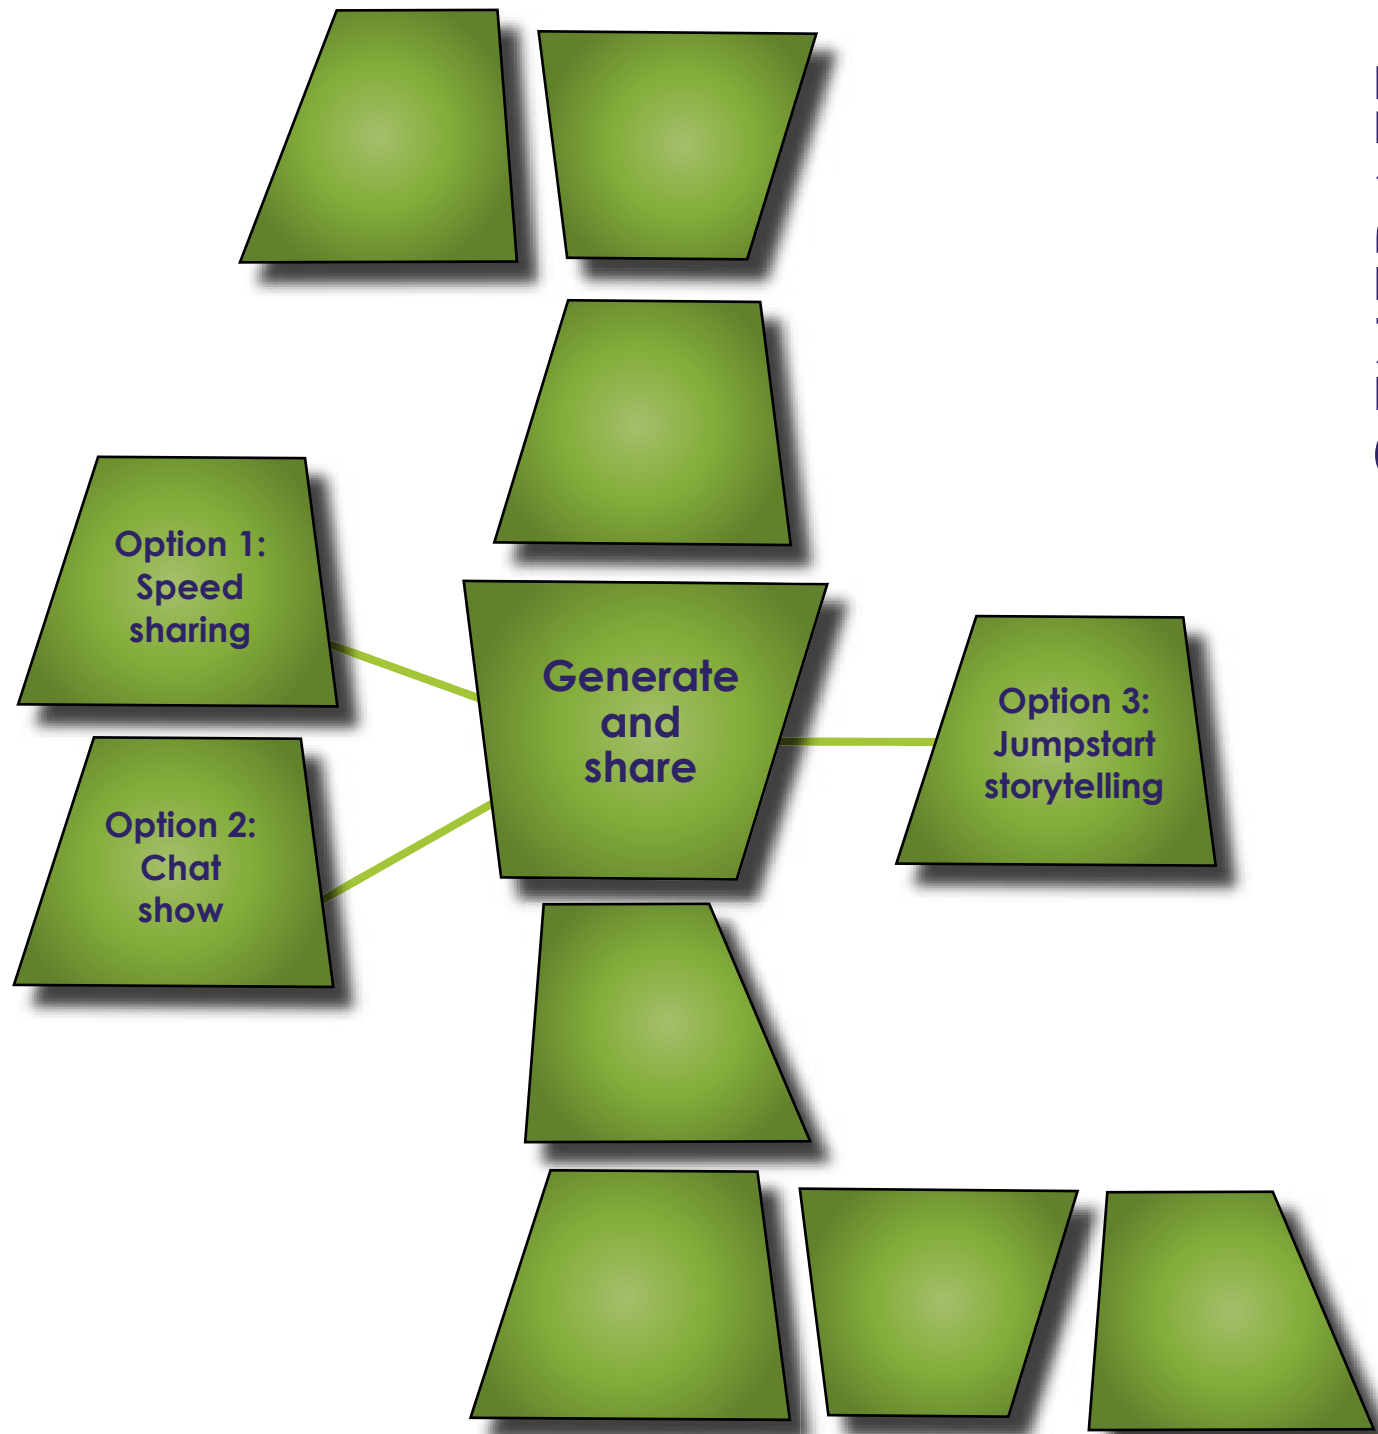 Option 1:
Speed
sharing
Generate
and
share
Option 3:
Jumpstart
storytelling
Option 2:
Chat
show